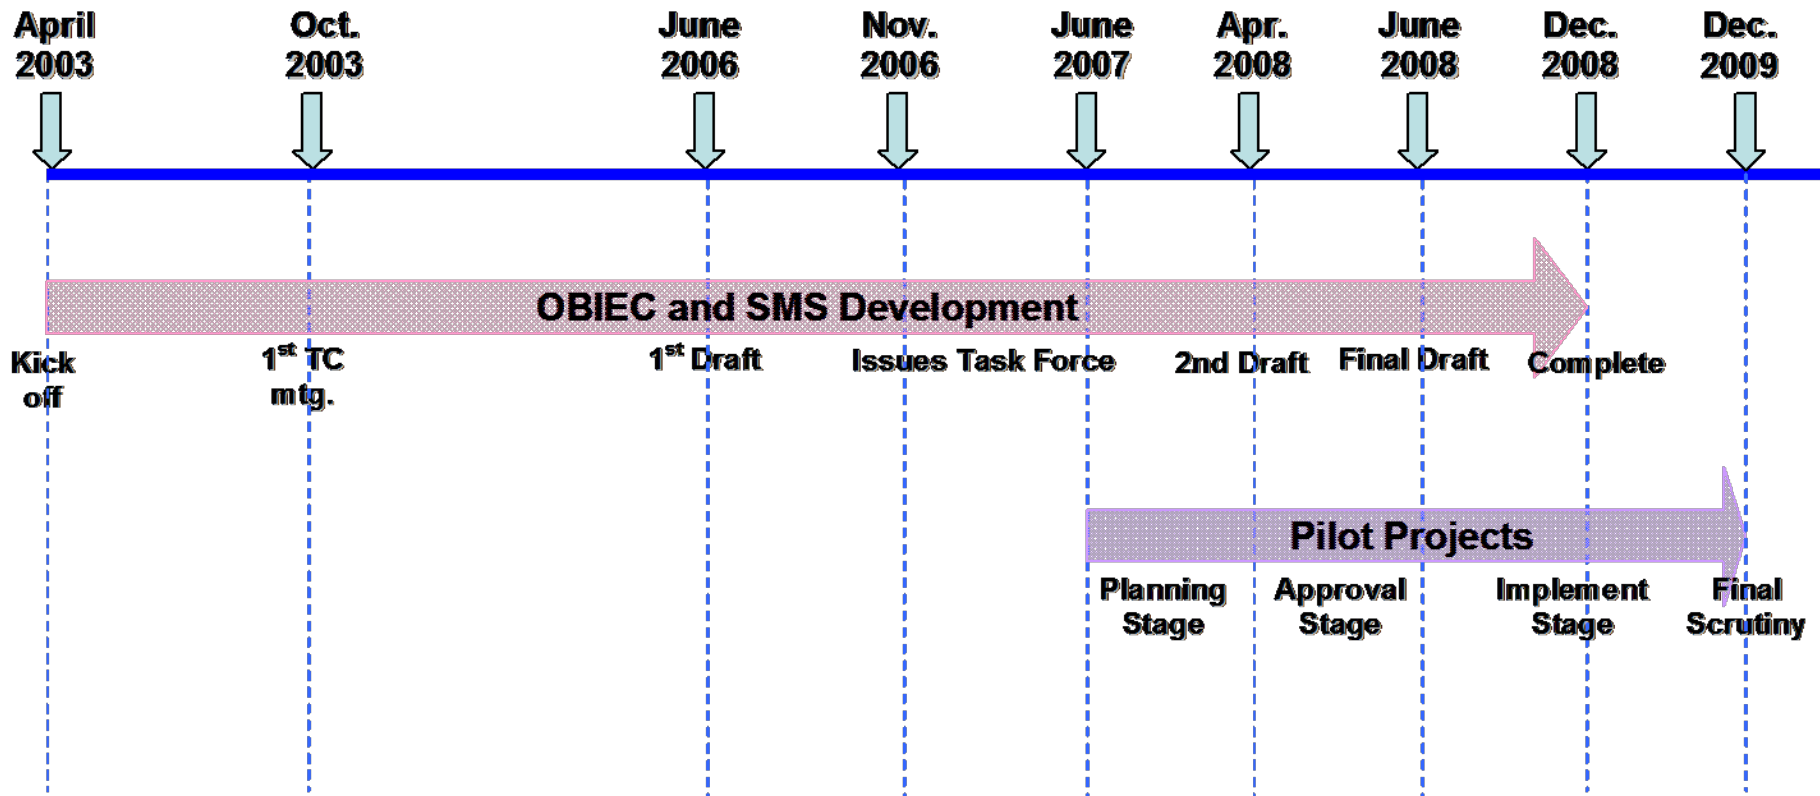 April Oct. June Nov. June Apr. June Dec. Dec.
2003 2003 2006 2006 2007 2008 2008 2008 2009
OBIEC and SMS Development
Kick 1st TC 1st Draft Issues Task Force 2nd Draft Final Draft Complete
off mtg.
Pilot Projects
Planning Approval Implement Final
Stage Stage Stage Scrutiny